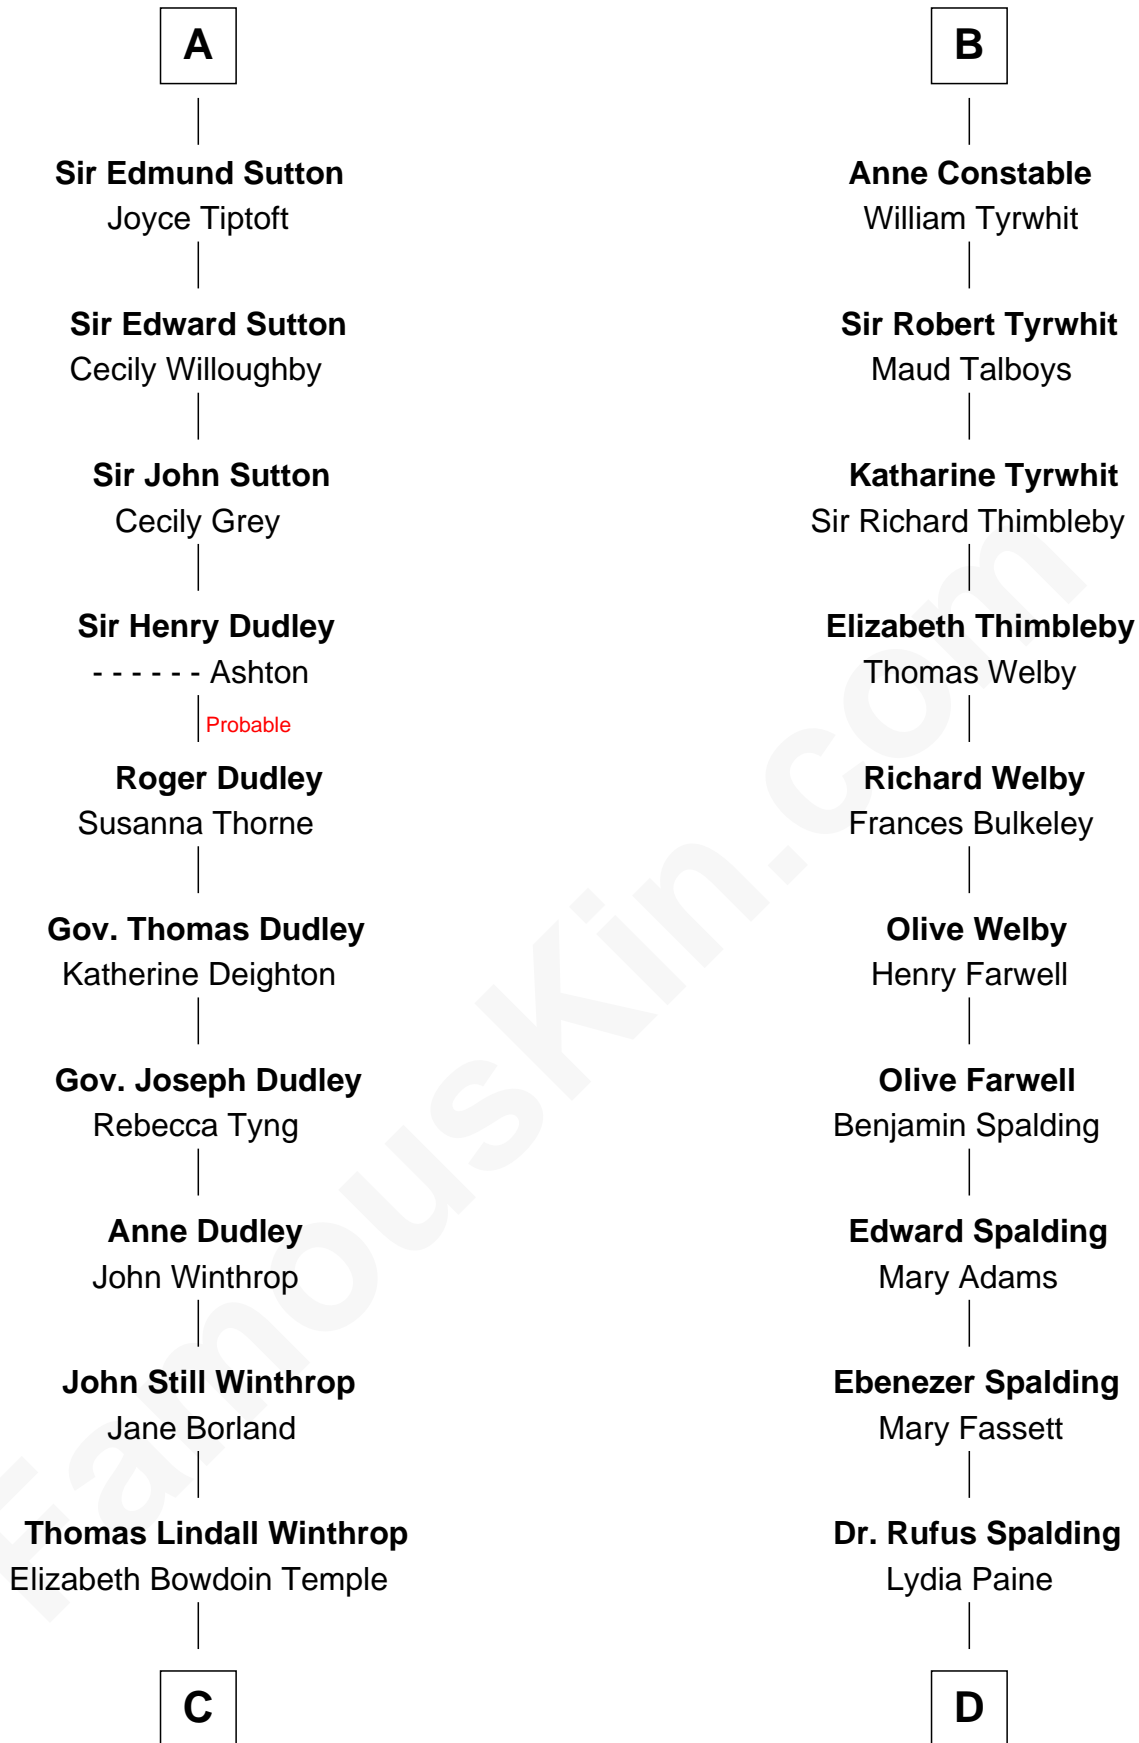 A
Sir Edmund Sutton
Joyce Tiptoft
Sir Edward Sutton
Cecily Willoughby
Sir John Sutton
Cecily Grey
Sir Henry Dudley
- - - - - - Ashton
Probable
Roger Dudley
Susanna Thorne
Gov. Thomas Dudley
Katherine Deighton
Gov. Joseph Dudley
Rebecca Tyng
Anne Dudley
John Winthrop
John Still Winthrop
Jane Borland
Thomas Lindall Winthrop
Elizabeth Bowdoin Temple
C
B
Anne Constable
William Tyrwhit
Sir Robert Tyrwhit
Maud Talboys
Katharine Tyrwhit
Sir Richard Thimbleby
Elizabeth Thimbleby
Thomas Welby
Richard Welby
Frances Bulkeley
Olive Welby
Henry Farwell
Olive Farwell
Benjamin Spalding
Edward Spalding
Mary Adams
Ebenezer Spalding
Mary Fassett
Dr. Rufus Spalding
Lydia Paine
D
FamousKin.com